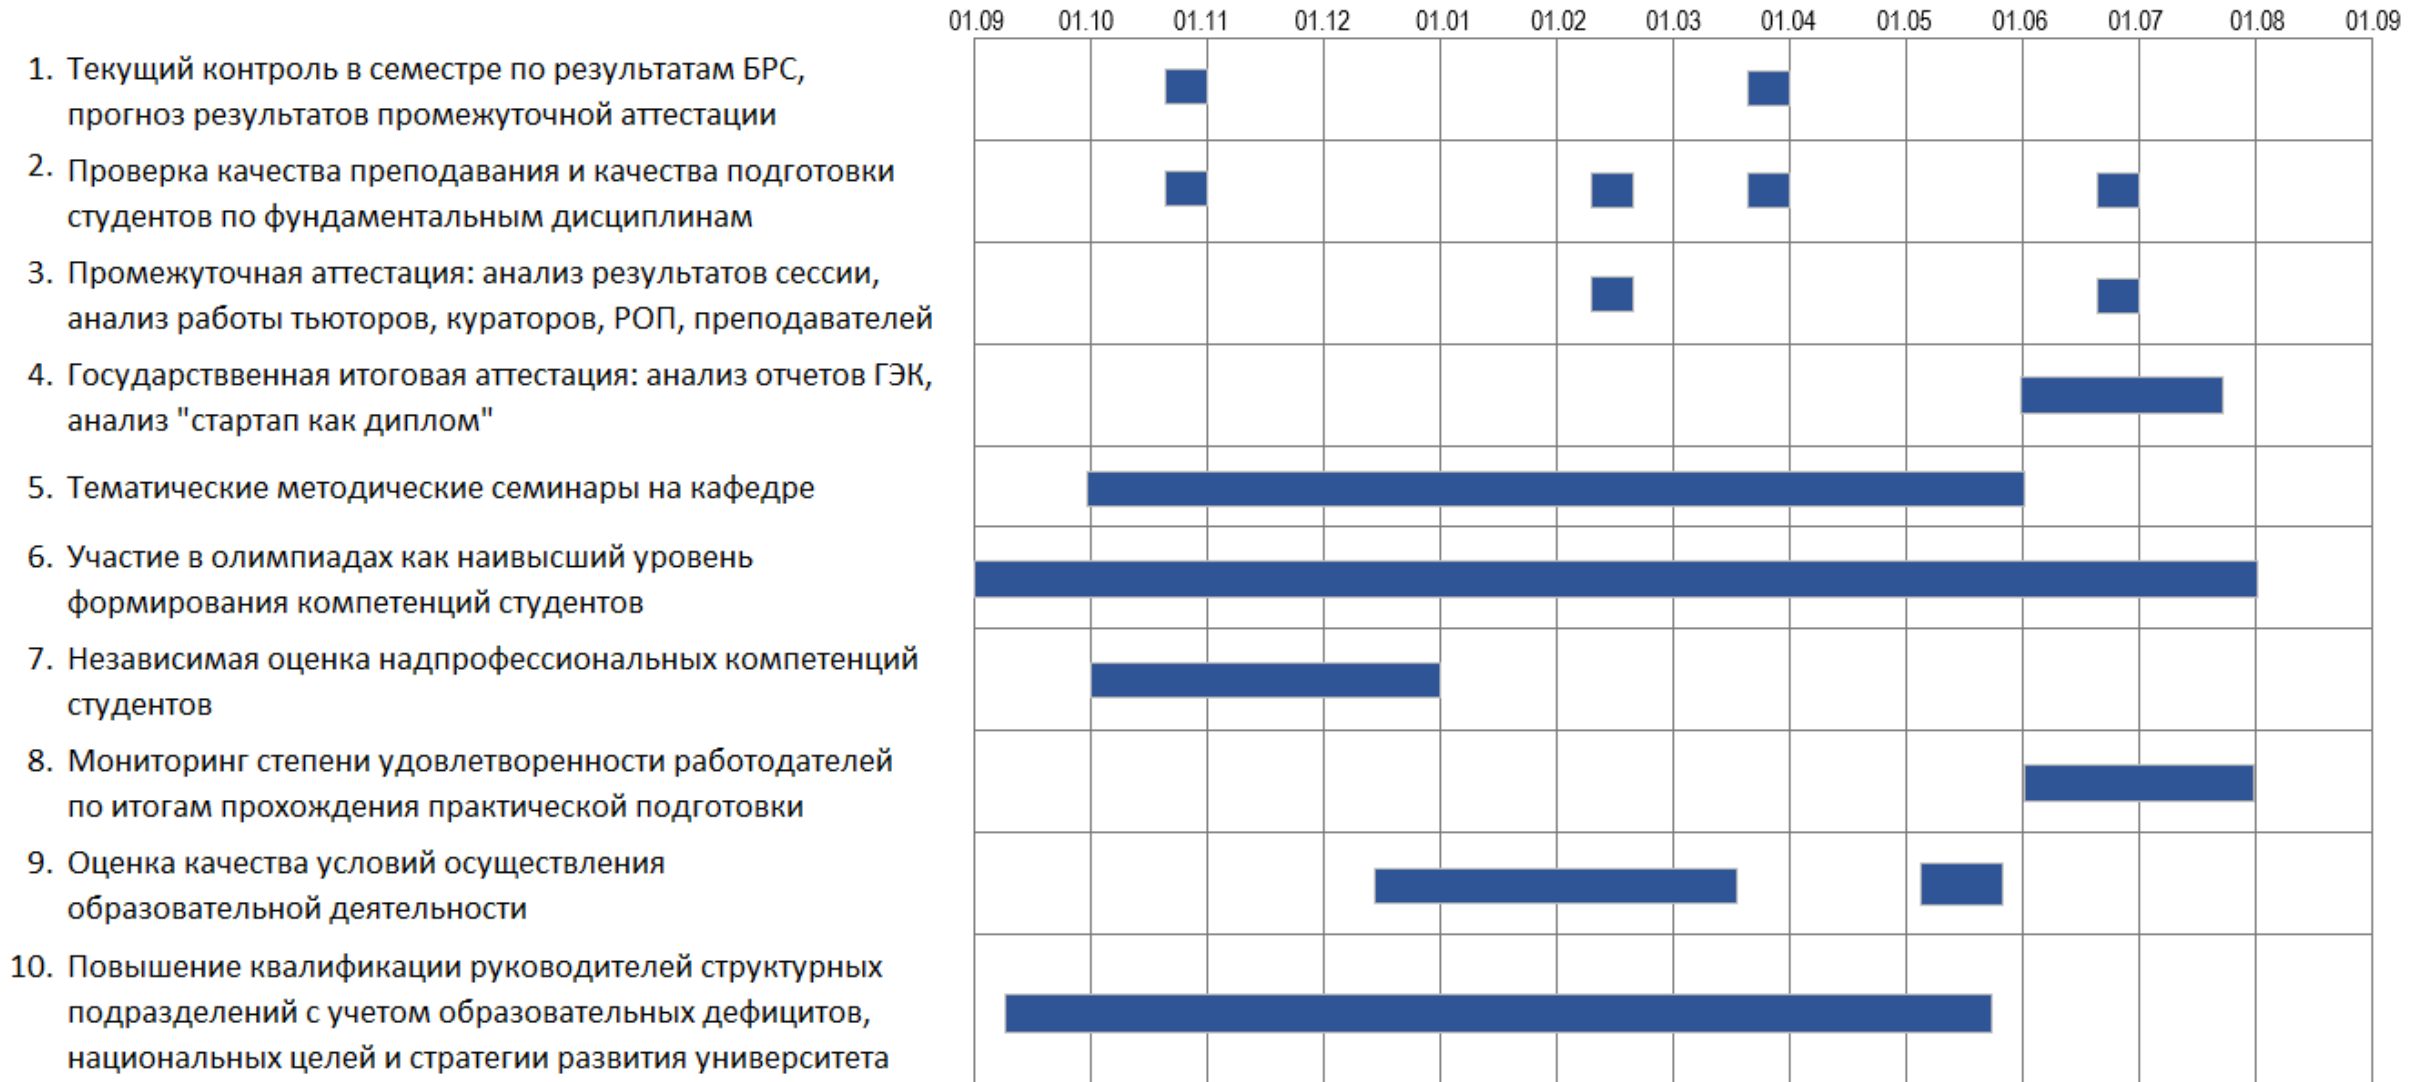 01.09 01.10 01.11 01.12 01.01 01.02 01.03 01.04 01.05 01.06 01.07 01.08 01.09
1. Текущий контроль в семестре по результатам БРС,
прогноз результатов промежуточной аттестации
2. Проверка качества преподавания и качества подготовки
студентов по фундаментальным дисциплинам
3. Промежуточная аттестация: анализ результатов сессии,
анализ работы тьюторов, кураторов, РОП, преподавателей
4. Государстввенная итоговая аттестация: анализ отчетов ГЭК,
анализ "стартап как диплом"
5. Тематические методические семинары на кафедре
6. Участие в олимпиадах как наивысший уровень
формирования компетенций студентов
7. Независимая оценка надпрофессиональных компетенций
студентов
8. Мониторинг степени удовлетворенности работодателей
по итогам прохождения практической подготовки
9. Оценка качества условий осуществления
образовательной деятельности
10. Повышение квалификации руководителей структурных
подразделений с учетом образовательных дефицитов,
национальных целей и стратегии развития университета